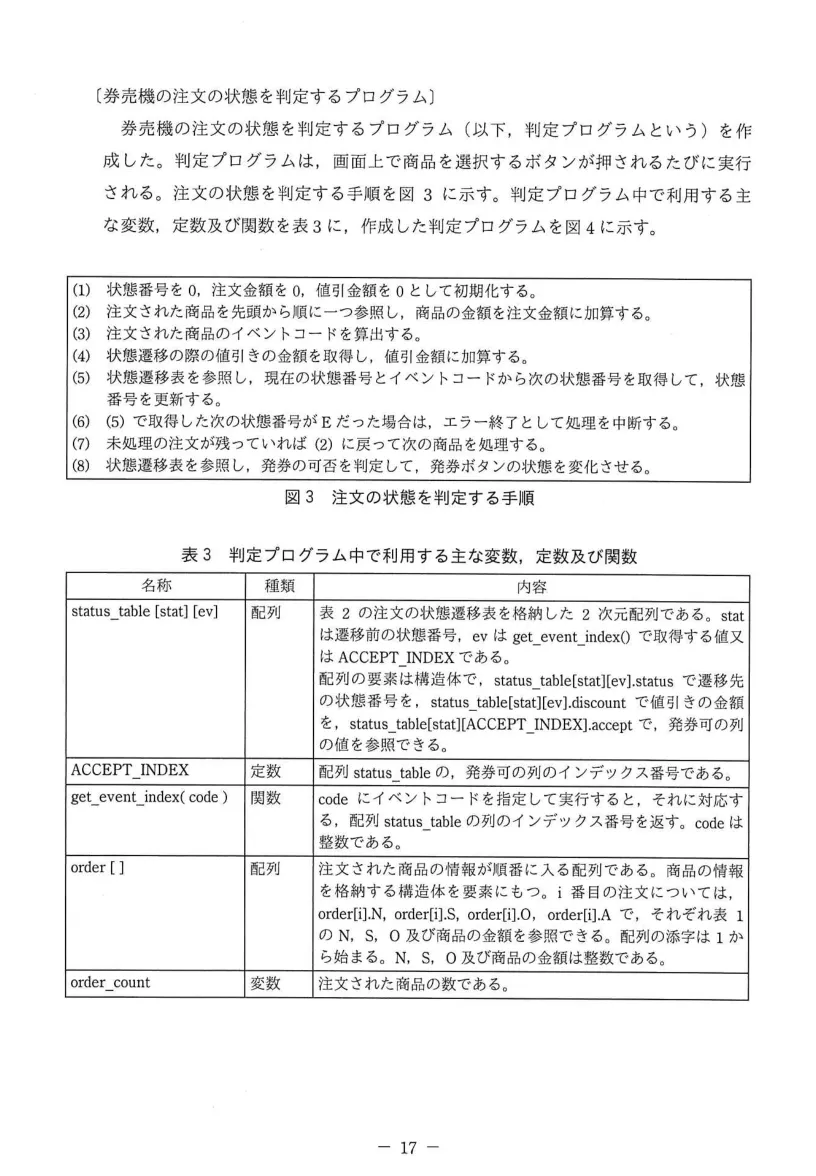 〔券売機の注文の状態を判定するプログラム〕
券売機の注文の状態を判定するプログラム（以下，判定プログラムという）を作
成した。判定プログラムは，画面上で商品を選択するボタンが押されるたびに実行
される。注文の状態を判定する手順を図 3 に示す。判定プログラム中で利用する主
な変数，定数及び関数を表 3 に，作成した判定プログラムを図 4 に示す。
(1) 状態番号を 0，注文金額を 0，値引金額を 0 として初期化する。
(2) 注文された商品を先頭から順に一つ参照し，商品の金額を注文金額に加算する。
(3) 注文された商品のイベントコードを算出する。
(4) 状態遷移の際の値引きの金額を取得し，値引金額に加算する。
(5) 状態遷移表を参照し，現在の状態番号とイベントコードから次の状態番号を取得して，状態
番号を更新する。
(6) (5) で取得した次の状態番号が E だった場合は，エラー終了として処理を中断する。
(7) 未処理の注文が残っていれば (2) に戻って次の商品を処理する。
(8) 状態遷移表を参照し，発券の可否を判定して，発券ボタンの状態を変化させる。
図 3 注文の状態を判定する手順
表 3 判定プログラム中で利用する主な変数，定数及び関数
名称 種類 内容
status_table [stat] [ev] 配列 表 2 の注文の状態遷移表を格納した 2 次元配列である。stat
は遷移前の状態番号，ev は get_event_index() で取得する値又
は ACCEPT_INDEX である。
配列の要素は構造体で，status_table[stat][ev].status で遷移先
の状態番号を，status_table[stat][ev].discount で値引きの金額
を，status_table[stat][ACCEPT_INDEX].accept で，発券可の列
の値を参照できる。
ACCEPT_INDEX 定数 配列 status_table の，発券可の列のインデックス番号である。
get_event_index( code ) 関数 code にイベントコードを指定して実行すると，それに対応す
る，配列 status_table の列のインデックス番号を返す。code は
整数である。
order [ ] 配列 注文された商品の情報が順番に入る配列である。商品の情報
を格納する構造体を要素にもつ。i 番目の注文については，
order[i].N, order[i].S, order[i].O，order[i].A で，それぞれ表 1
の N，S，O 及び商品の金額を参照できる。配列の添字は 1 か
ら始まる。N，S，O 及び商品の金額は整数である。
order_count 変数 注文された商品の数である。
－ 17 －